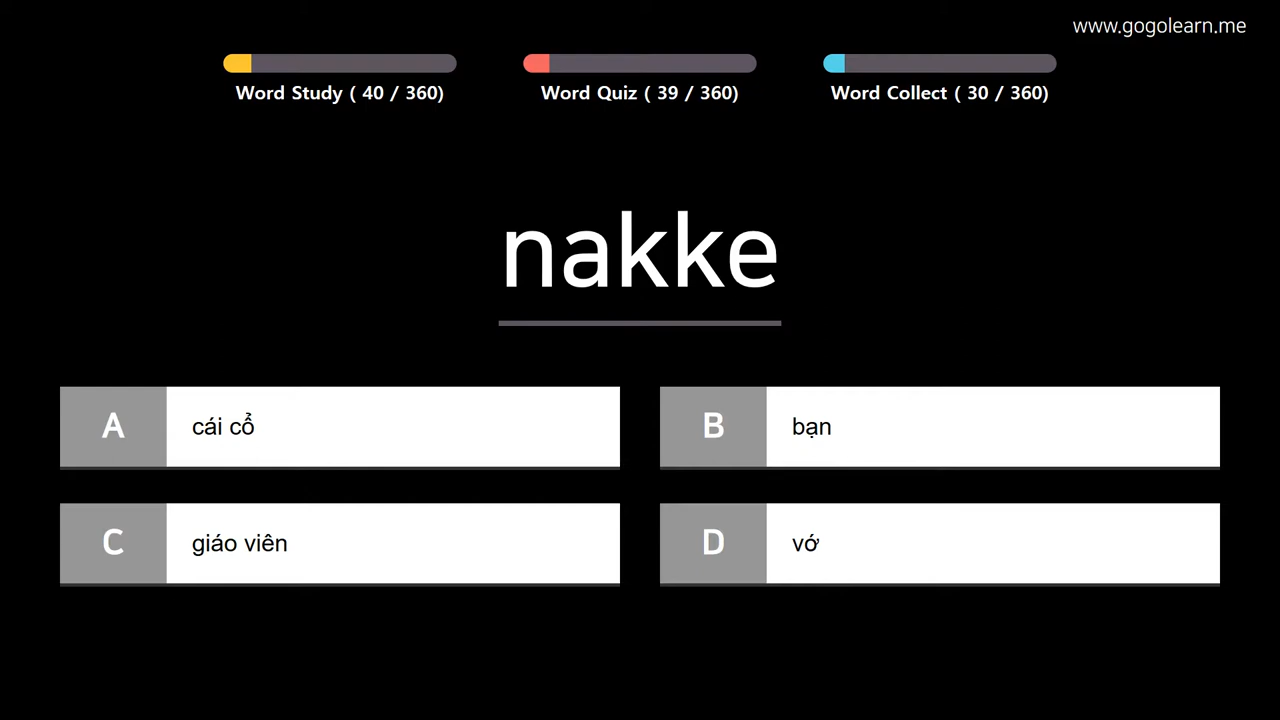 www.gogolearn.me
Word Study ( 40 / 360)
Word Quiz ( 39 / 360)
Word Collect ( 30 / 360)
nakke
A cái cổ
B bạn
C giáo viên
D vớ